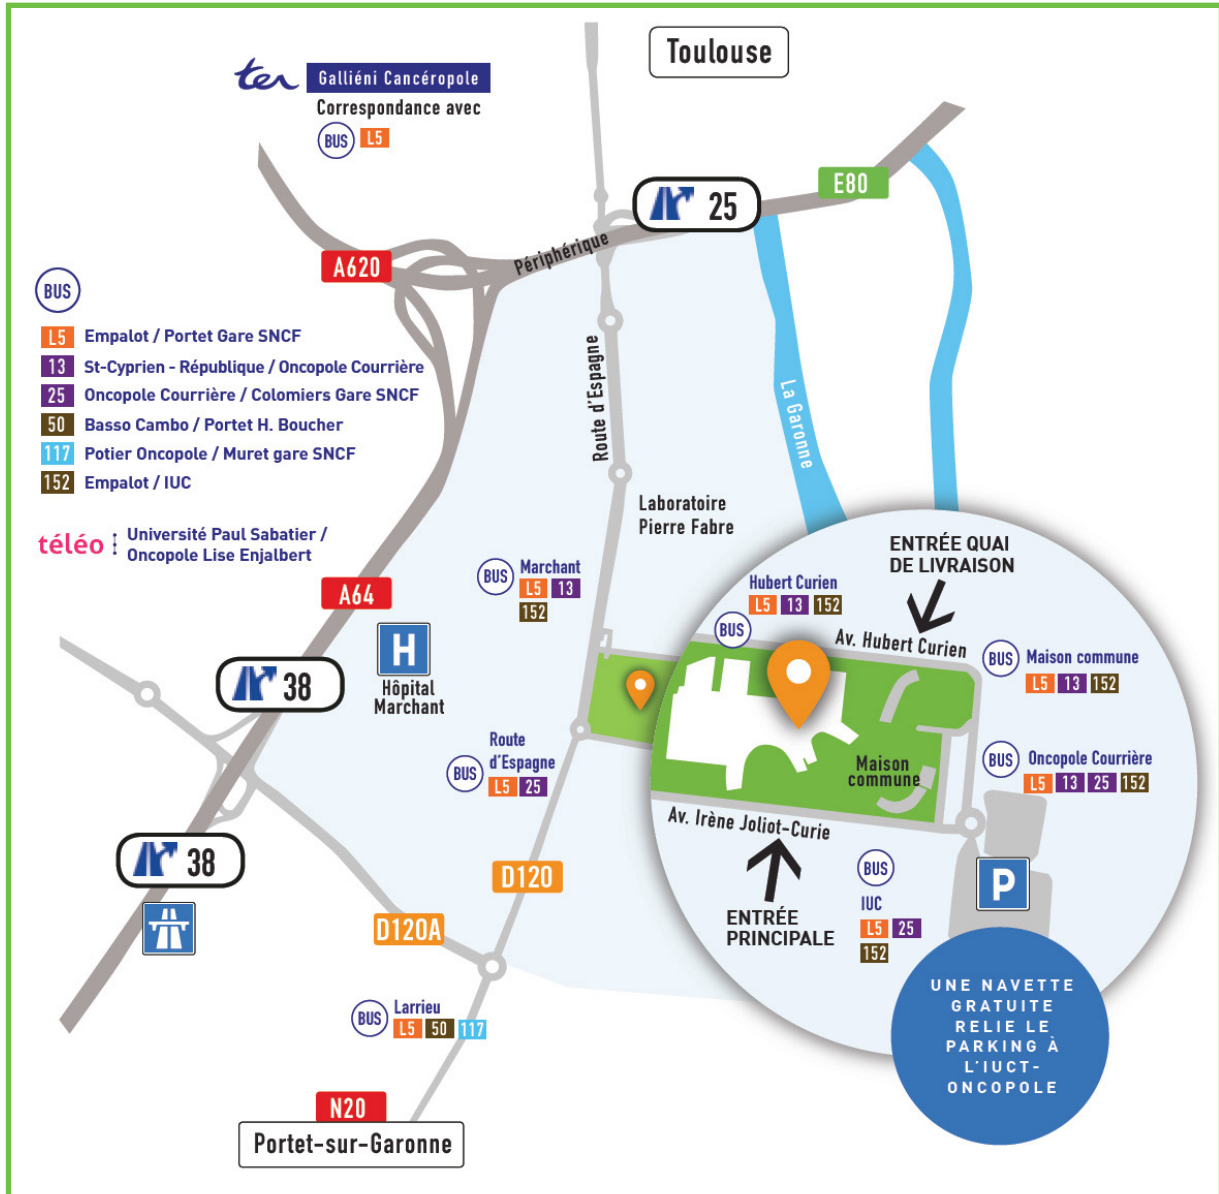 Toulouse
ter
Galliéni Cancéropole
Correspondance avec
BUS L5
25
E80
A620
Périphérique
BUS
L5 Empalot / Portet Gare SNCF
13 St-Cyprien - République / Oncopole Courrière
25 Oncopole Courrière / Colomiers Gare SNCF
50 Basso Cambo / Portet H. Boucher
117 Potier Oncopole / Muret gare SNCF
152 Empalot / IUC
téléo
Université Paul Sabatier /
Oncopole Lise Enjalbert
Route d'Espagne
La Garonne
Laboratoire
Pierre Fabre
A64
H
Hôpital
Marchant
38
38
BUS
Marchant
L5 13
152
BUS
Route
d'Espagne
L5 25
D120
D120A
BUS
Larrieu
L5 50 117
N20
Portet-sur-Garonne
ENTRÉE QUAI
DE LIVRAISON
Hubert Curien
L5 13 152
BUS
Av. Hubert Curien
BUS
Maison commune
L5 13 152
BUS
Oncopole Courrière
L5 13 25 152
Maison
commune
Av. Irène Joliot-Curie
ENTRÉE
PRINCIPALE
BUS
IUC
L5 25
152
P
UNE NAVETTE
GRATUITE
RELIE LE
PARKING À
L'IUCT-
ONCOPOLE